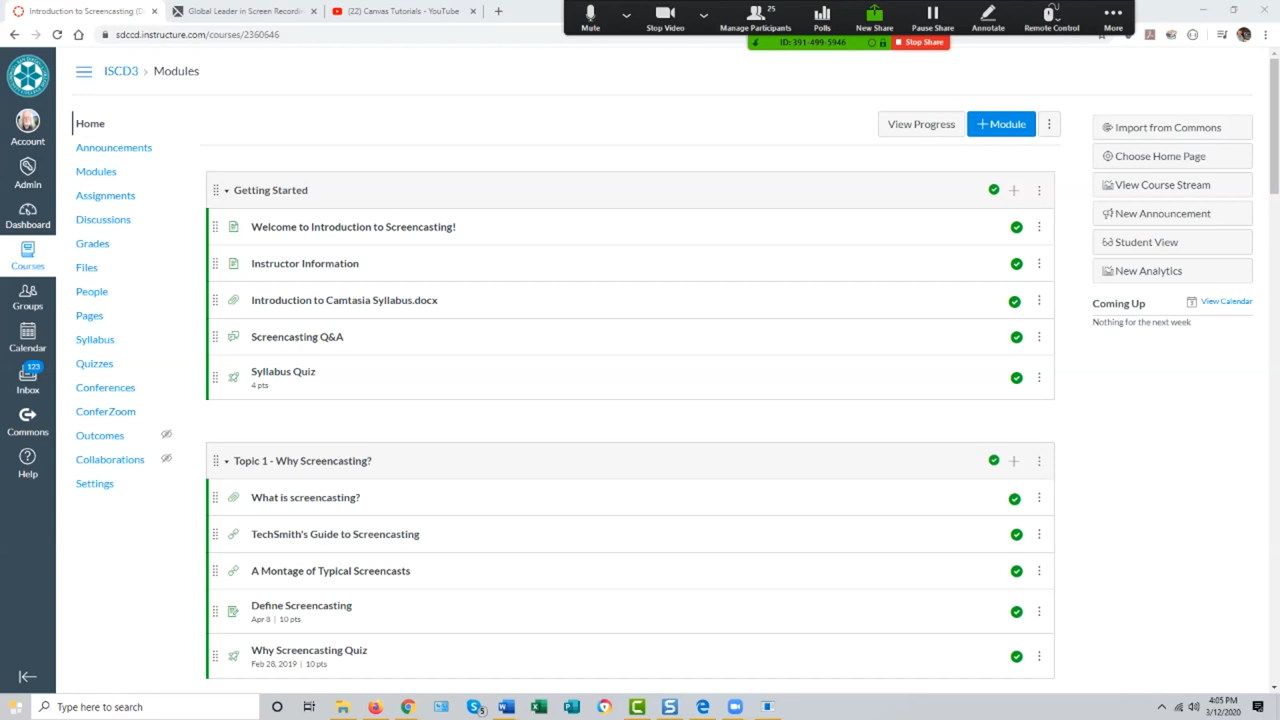 Introduction to Screencasting (D
Global Leader in Screen Recordin
(22) Canvas Tutorials - YouTube
25
Mute
Stop Video
Manage Participants
Polls
New Share
Pause Share
Annotate
Remote Control
More
sdccd.instructure.com/courses/2360646
ID: 391-499-5946
Stop Share
ISCD3 › Modules
Account
Admin
Dashboard
Courses
Groups
Calendar
123
Inbox
Commons
Help
Home
Announcements
Modules
Assignments
Discussions
Grades
Files
People
Pages
Syllabus
Quizzes
Conferences
ConferZoom
Outcomes
Collaborations
Settings
View Progress
+ Module
Getting Started
Welcome to Introduction to Screencasting!
Instructor Information
Introduction to Camtasia Syllabus.docx
Screencasting Q&A
Syllabus Quiz
4 pts
Topic 1 - Why Screencasting?
What is screencasting?
TechSmith's Guide to Screencasting
A Montage of Typical Screencasts
Define Screencasting
Apr 8 | 10 pts
Why Screencasting Quiz
Feb 28, 2019 | 10 pts
Import from Commons
Choose Home Page
View Course Stream
New Announcement
Student View
New Analytics
Coming Up
View Calendar
Nothing for the next week
Type here to search
5
4:05 PM
3/12/2020